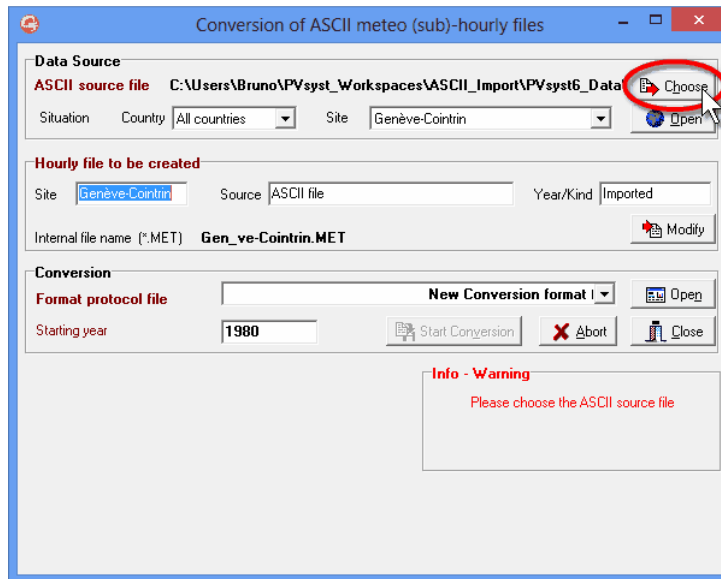 Conversion of ASCII meteo (sub)-hourly files
Data Source
ASCII source file C:\Users\Bruno\PVsyst_Workspaces\ASCII_Import\PVsyst6_Data\ Choose
Situation Country All countries Site Genève-Cointrin Open
Hourly file to be created
Site Genève-Cointrin Source ASCII file Year/Kind Imported
Internal file name (*.MET) Gen_ve-Cointrin.MET Modify
Conversion
Format protocol file New Conversion format Open
Starting year 1980 Start Conversion Abort Close
Info - Warning
Please choose the ASCII source file